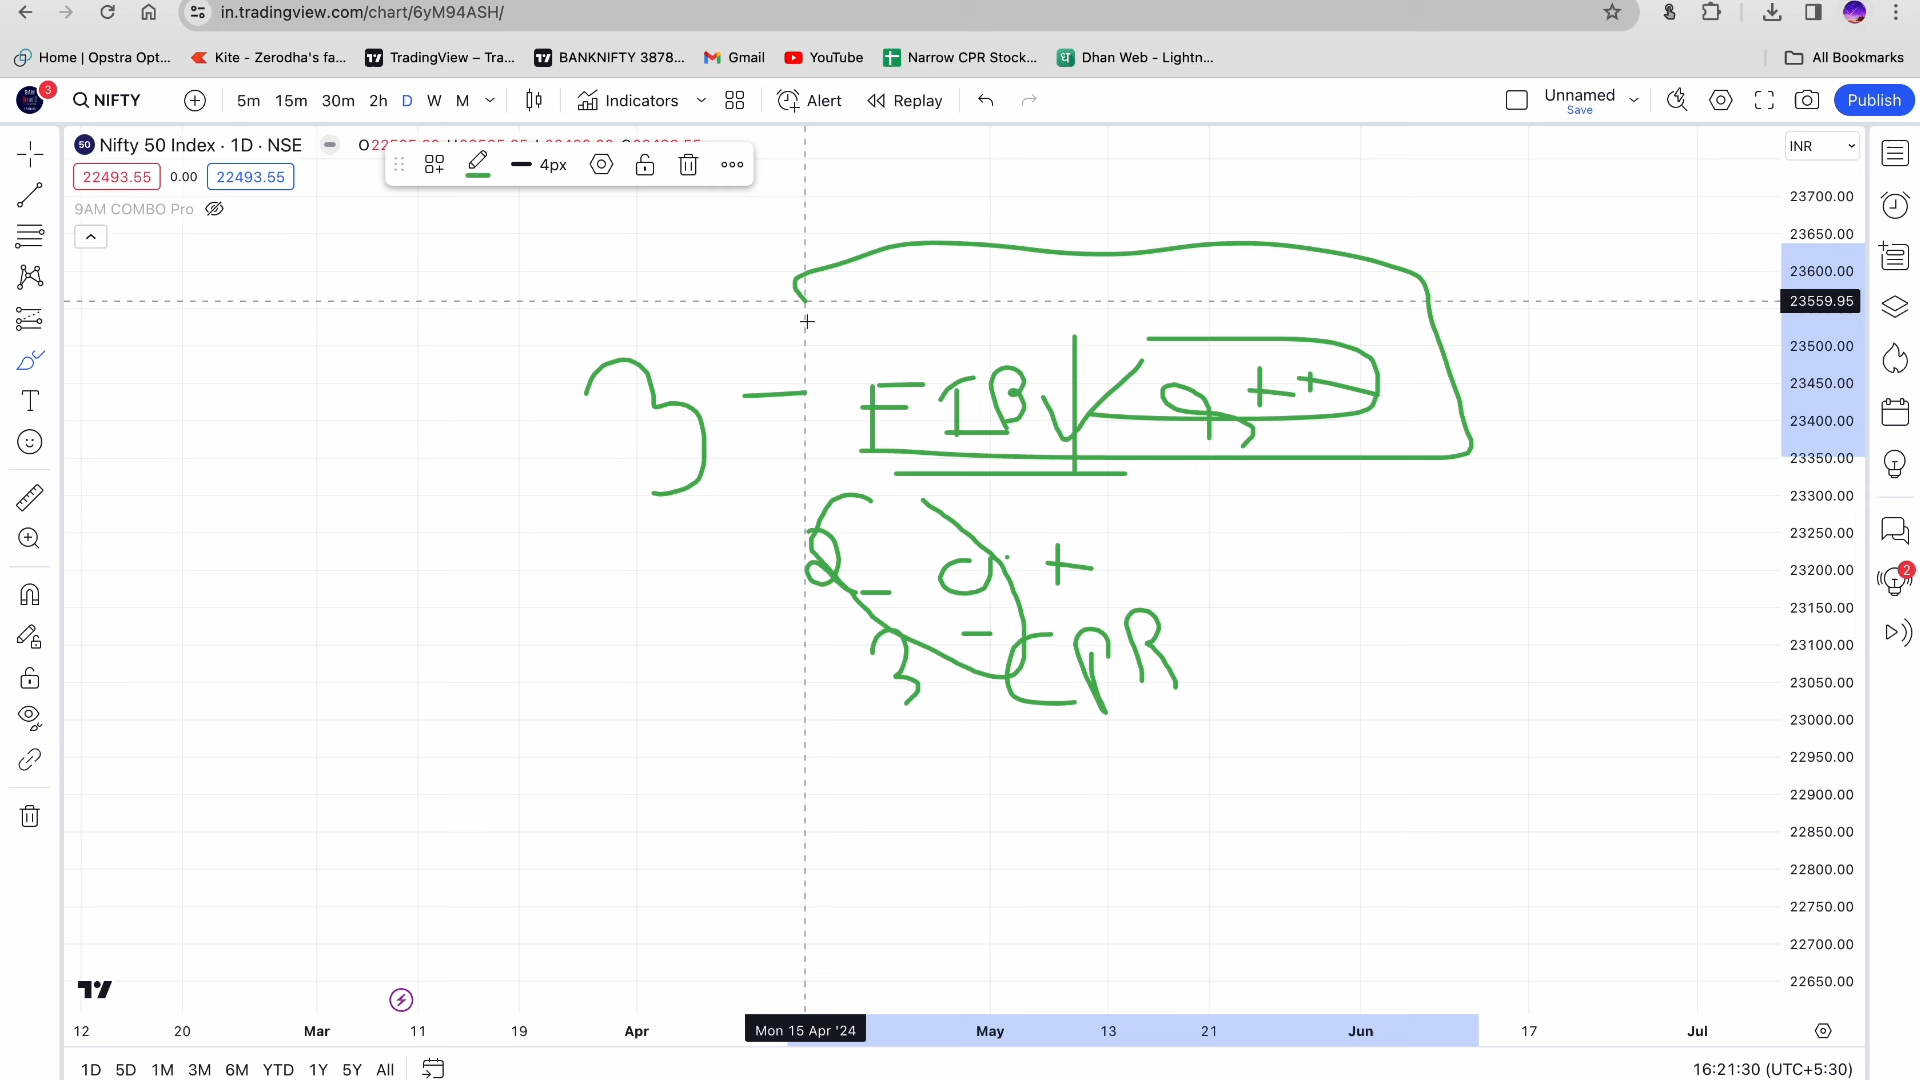 in.tradingview.com/chart/6yM94ASH/
Home | Opstra Opt... Kite - Zerodha's fa... TradingView – Tra... BANKNIFTY 3878... Gmail YouTube Narrow CPR Stock... Dhan Web - Lightn... All Bookmarks
3 NIFTY 5m 15m 30m 2h D W M Indicators Alert Replay Unnamed Save Publish
50 Nifty 50 Index · 1D · NSE INR
4px
22493.55 0.00 22493.55
9AM COMBO Pro
23700.00
23650.00
23600.00
23559.95
23500.00
23450.00
23400.00
23350.00
23300.00
23250.00
23200.00
23150.00
23100.00
23050.00
23000.00
22950.00
22900.00
22850.00
22800.00
22750.00
22700.00
22650.00
3 –
2 – a +
3 – CPR
2
12 20 Mar 11 19 Apr Mon 15 Apr '24 May 13 21 Jun 17 Jul
1D 5D 1M 3M 6M YTD 1Y 5Y All 16:21:30 (UTC+5:30)